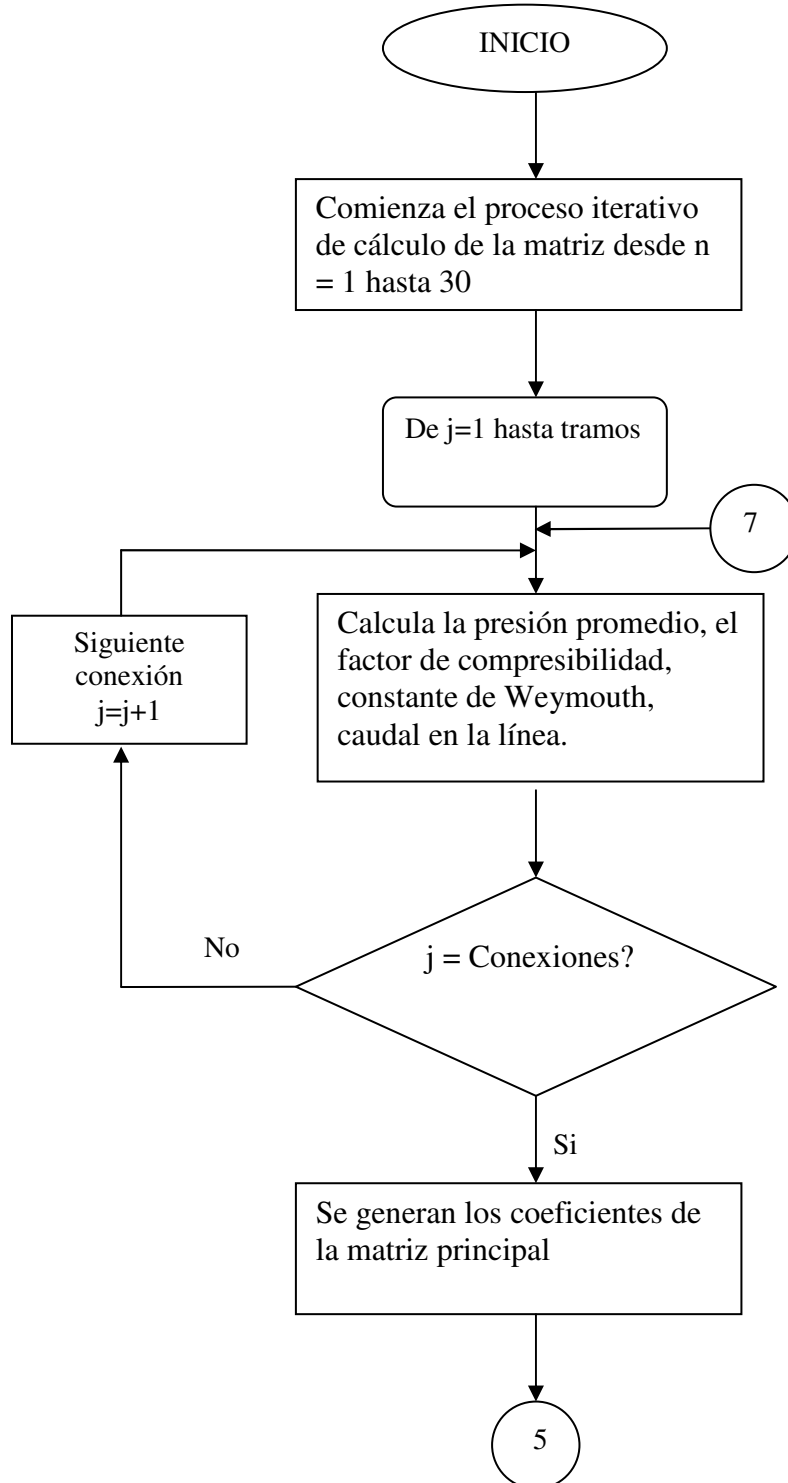 INICIO
Comienza el proceso iterativo
de cálculo de la matriz desde n
= 1 hasta 30
De j=1 hasta tramos
7
Siguiente
conexión
j=j+1
Calcula la presión promedio, el
factor de compresibilidad,
constante de Weymouth,
caudal en la línea.
No
j = Conexiones?
Si
Se generan los coeficientes de
la matriz principal
5